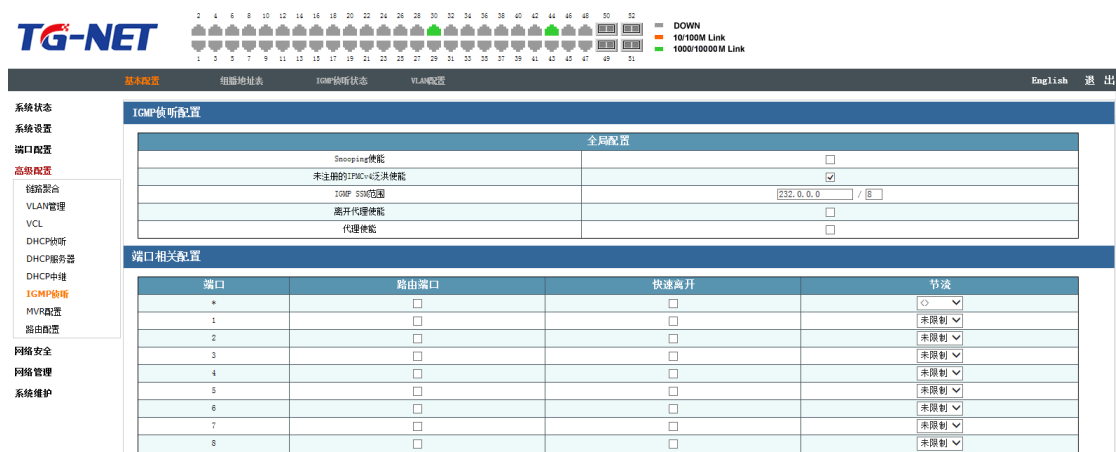 TG-NET
2 4 6 8 10 12 14 16 18 20 22 24 26 28 30 32 34 36 38 40 42 44 46 48 50 52
1 3 5 7 9 11 13 15 17 19 21 23 25 27 29 31 33 35 37 39 41 43 45 47 49 51
DOWN
10/100M Link
1000/10000M Link
基本配置 组播地址表 IGMP侦听状态 VLAN配置 English 退 出
系统状态
系统设置
端口配置
高级配置
链路聚合
VLAN管理
VCL
DHCP侦听
DHCP服务器
DHCP中继
IGMP侦听
MVR配置
路由配置
网络安全
网络管理
系统维护
IGMP侦听配置
全局配置
Snooping使能
未注册的IPMCv4泛洪使能
IGMP SSM范围 232.0.0.0 / 8
离开代理使能
代理使能
端口相关配置
端口 路由端口 快速离开 节流
* <>
1 未限制
2 未限制
3 未限制
4 未限制
5 未限制
6 未限制
7 未限制
8 未限制